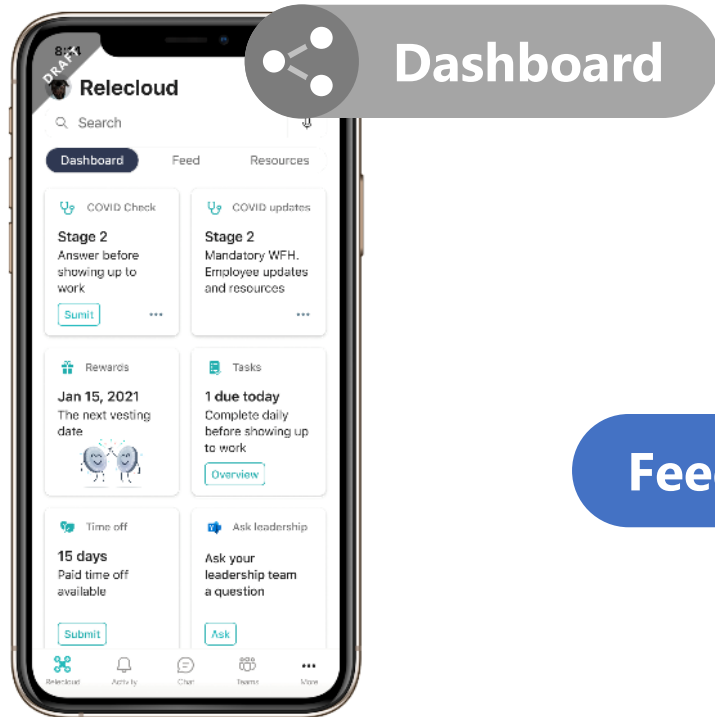 8:11
DRAFT
Relecloud
Dashboard
Search
Dashboard Feed Resources
COVID Check
Stage 2
Answer before
showing up to
work
Sumit
COVID updates
Stage 2
Mandatory WFH.
Employee updates
and resources
Rewards
Jan 15, 2021
The next vesting
date
Tasks
1 due today
Complete daily
before showing up
to work
Overview
Time off
15 days
Paid time off
available
Submit
Ask leadership
Ask your
leadership team
a question
Ask
Relecloud Activity Chat Teams More